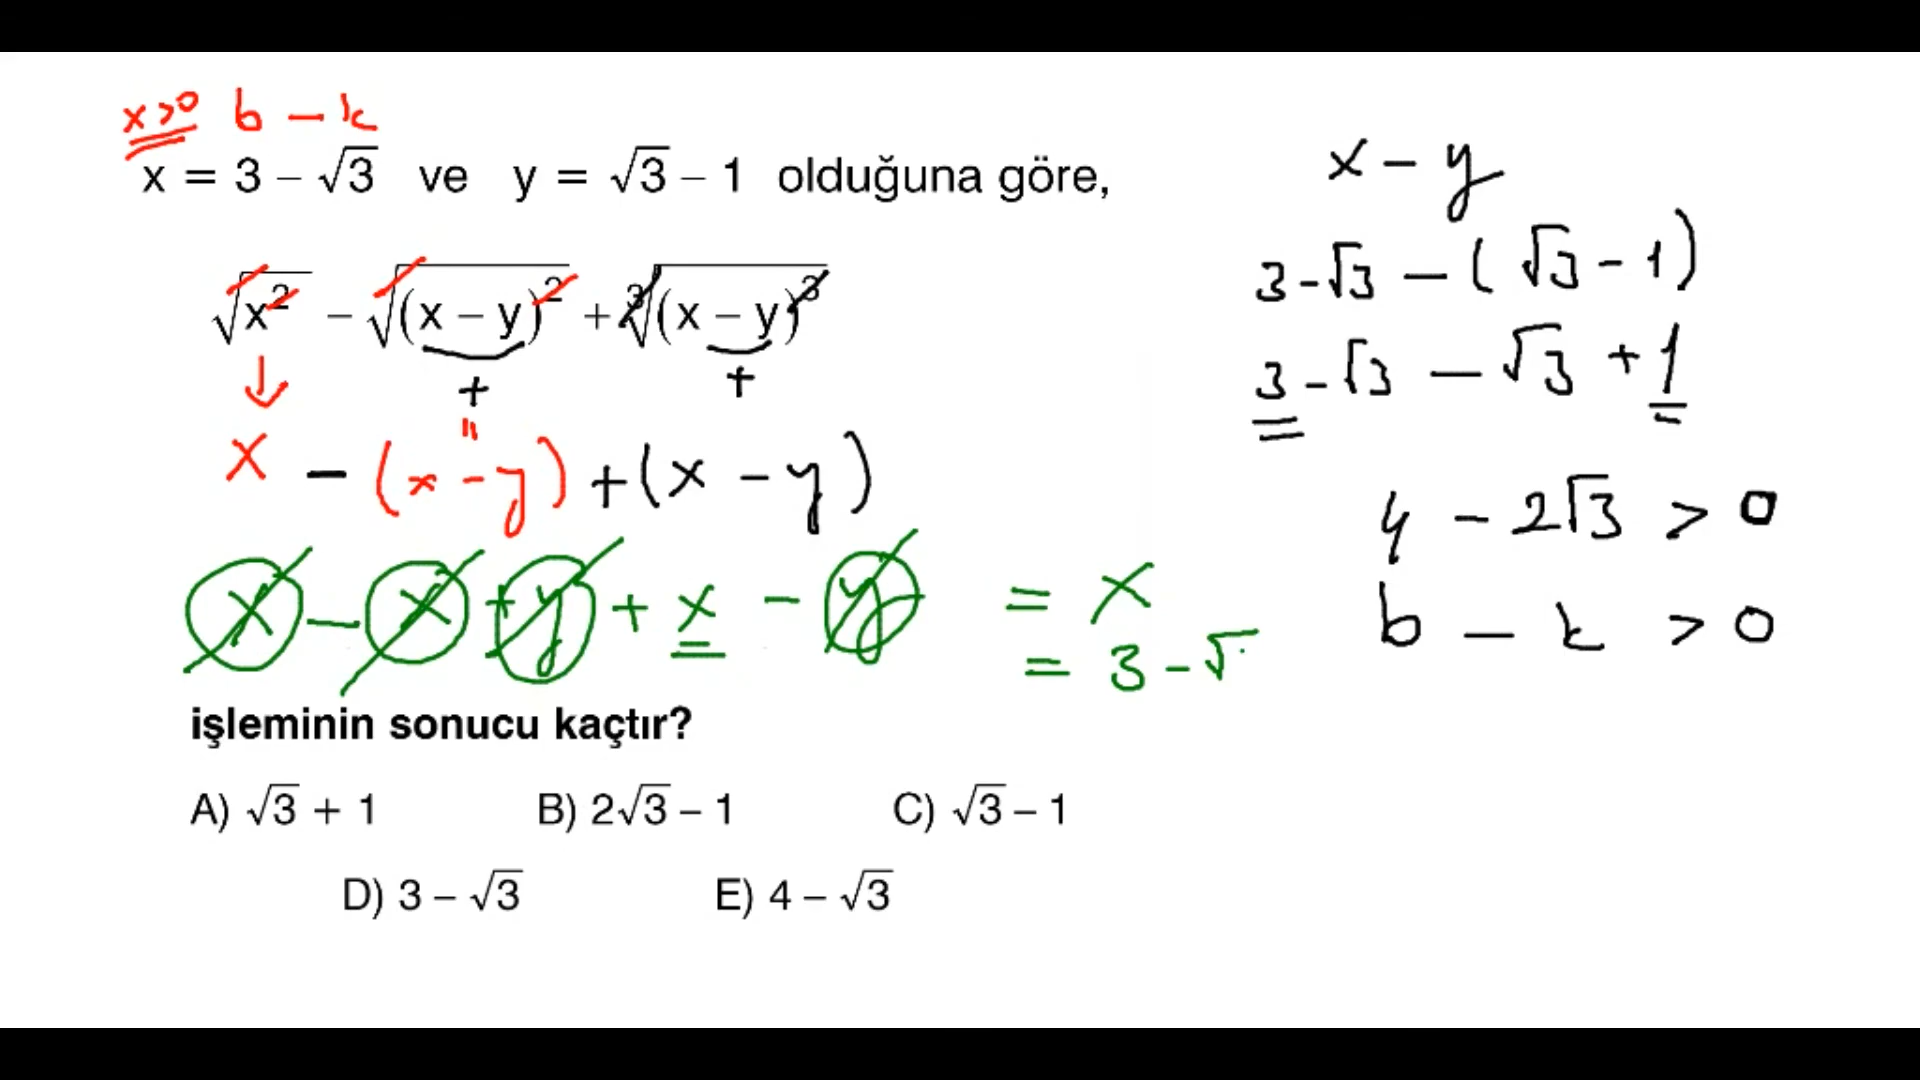 x>0 b - k
x = 3 – √3 ve y = √3 – 1 olduğuna göre,
√x² – √(x – y)² + ³√(x – y)³
+ +
x - (x - y) + (x - y)
x - x + y + x - y = x
= 3 - √
işleminin sonucu kaçtır?
A) √3 + 1 B) 2√3 – 1 C) √3 – 1
D) 3 – √3 E) 4 – √3
x - y
3 - √3 - (√3 - 1)
3 - √3 - √3 + 1
4 - 2√3 > 0
b - k > 0